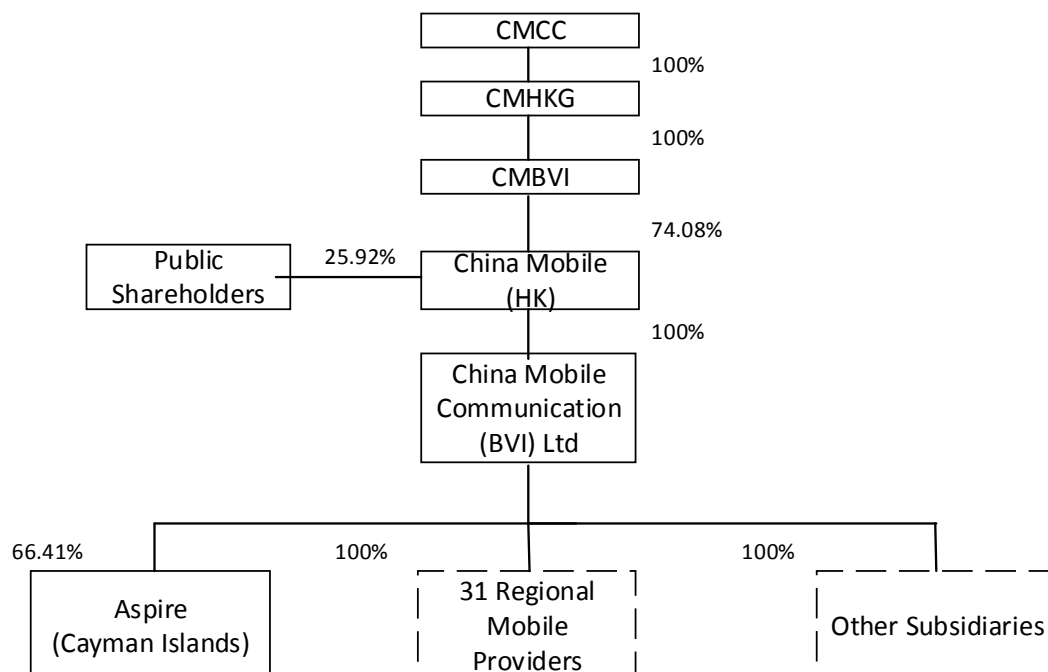 CMCC
100%
CMHKG
100%
CMBVI
74.08%
Public
Shareholders
25.92%
China Mobile
(HK)
100%
China Mobile
Communication
(BVI) Ltd
66.41%
Aspire
(Cayman Islands)
100%
31 Regional
Mobile
Providers
100%
Other Subsidiaries